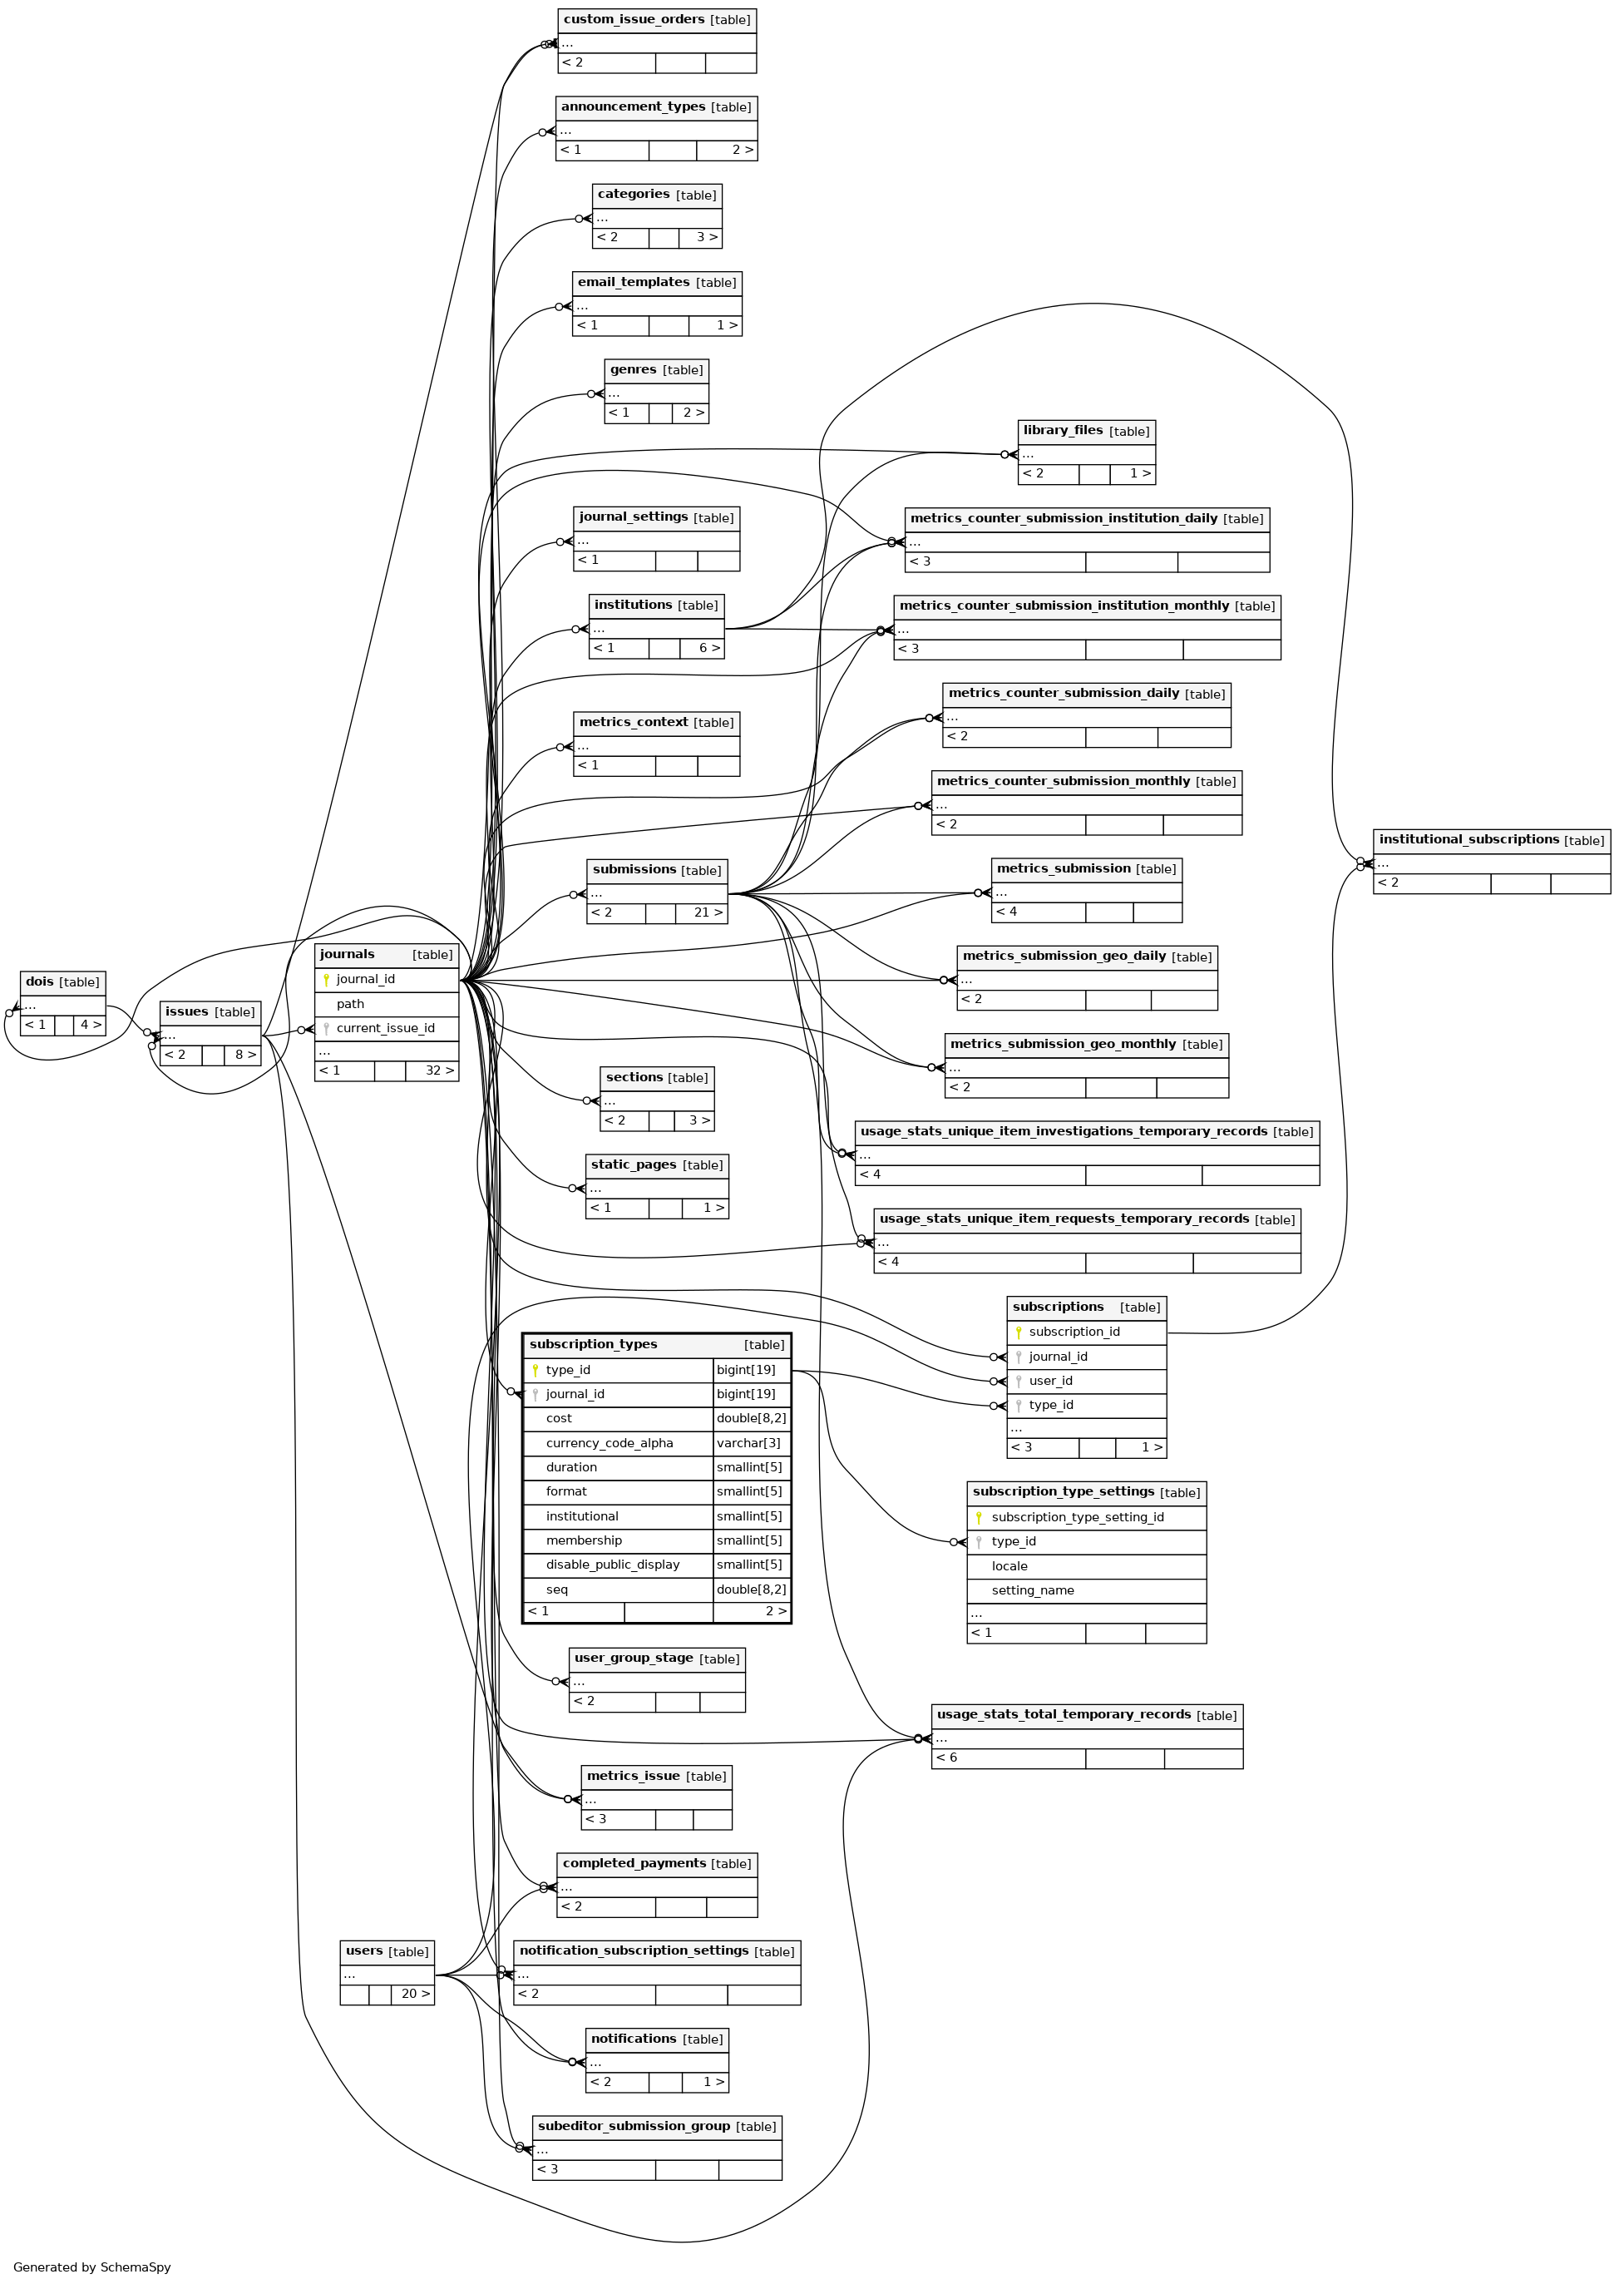 custom_issue_orders [table]
...
< 2
announcement_types [table]
...
< 1 2 >
categories [table]
...
< 2 3 >
email_templates [table]
...
< 1 1 >
genres [table]
...
< 1 2 >
library_files [table]
...
< 2 1 >
journal_settings [table]
...
< 1
metrics_counter_submission_institution_daily [table]
...
< 3
institutions [table]
...
< 1 6 >
metrics_counter_submission_institution_monthly [table]
...
< 3
metrics_context [table]
...
< 1
metrics_counter_submission_daily [table]
...
< 2
metrics_counter_submission_monthly [table]
...
< 2
institutional_subscriptions [table]
...
< 2
submissions [table]
...
< 2 21 >
metrics_submission [table]
...
< 4
journals [table]
journal_id
path
current_issue_id
...
< 1 32 >
dois [table]
...
< 1 4 >
issues [table]
...
< 2 8 >
metrics_submission_geo_daily [table]
...
< 2
metrics_submission_geo_monthly [table]
...
< 2
sections [table]
...
< 2 3 >
static_pages [table]
...
< 1 1 >
usage_stats_unique_item_investigations_temporary_records [table]
...
< 4
usage_stats_unique_item_requests_temporary_records [table]
...
< 4
subscriptions [table]
subscription_id
journal_id
user_id
type_id
...
< 3 1 >
subscription_types [table]
type_id bigint[19]
journal_id bigint[19]
cost double[8,2]
currency_code_alpha varchar[3]
duration smallint[5]
format smallint[5]
institutional smallint[5]
membership smallint[5]
disable_public_display smallint[5]
seq double[8,2]
< 1 2 >
subscription_type_settings [table]
subscription_type_setting_id
type_id
locale
setting_name
...
< 1
user_group_stage [table]
...
< 2
usage_stats_total_temporary_records [table]
...
< 6
metrics_issue [table]
...
< 3
completed_payments [table]
...
< 2
users [table]
...
20 >
notification_subscription_settings [table]
...
< 2
notifications [table]
...
< 2 1 >
subeditor_submission_group [table]
...
< 3
Generated by SchemaSpy